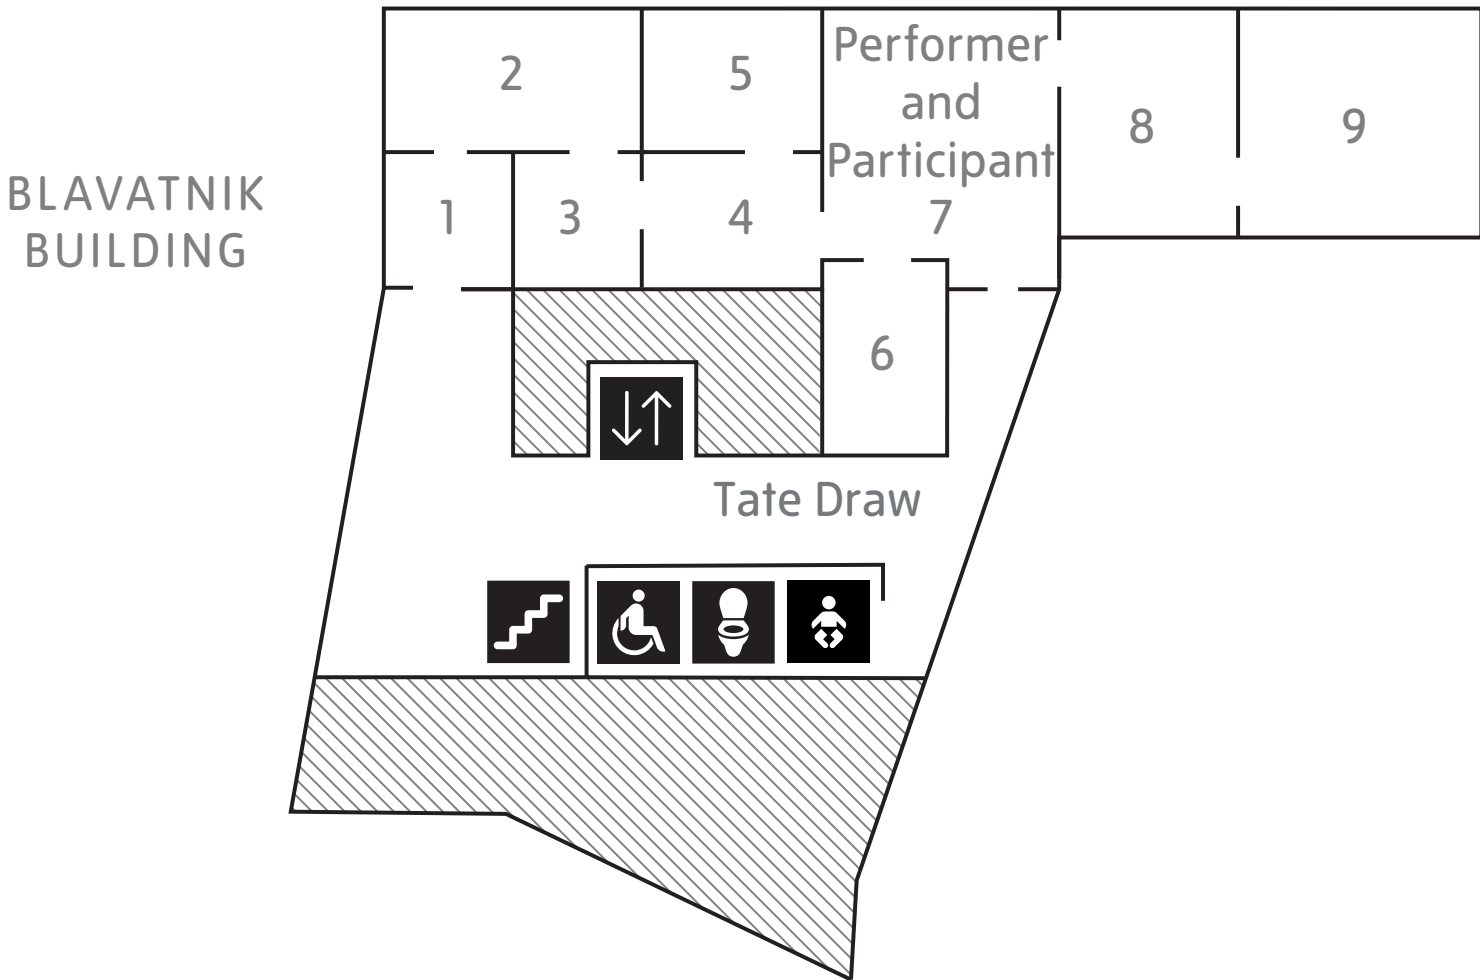 BLAVATNIK
BUILDING
2
5
Performer
and
Participant
7
8
9
1
3
4
6
Tate Draw